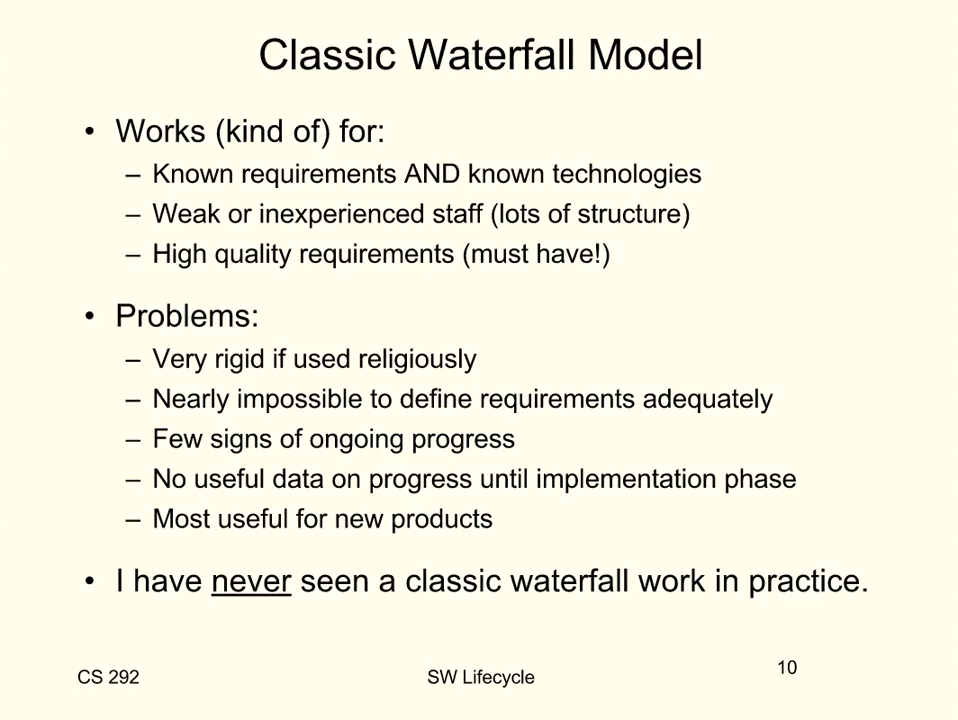 Classic Waterfall Model
• Works (kind of) for:
– Known requirements AND known technologies
– Weak or inexperienced staff (lots of structure)
– High quality requirements (must have!)
• Problems:
– Very rigid if used religiously
– Nearly impossible to define requirements adequately
– Few signs of ongoing progress
– No useful data on progress until implementation phase
– Most useful for new products
• I have never seen a classic waterfall work in practice.
CS 292
SW Lifecycle
10